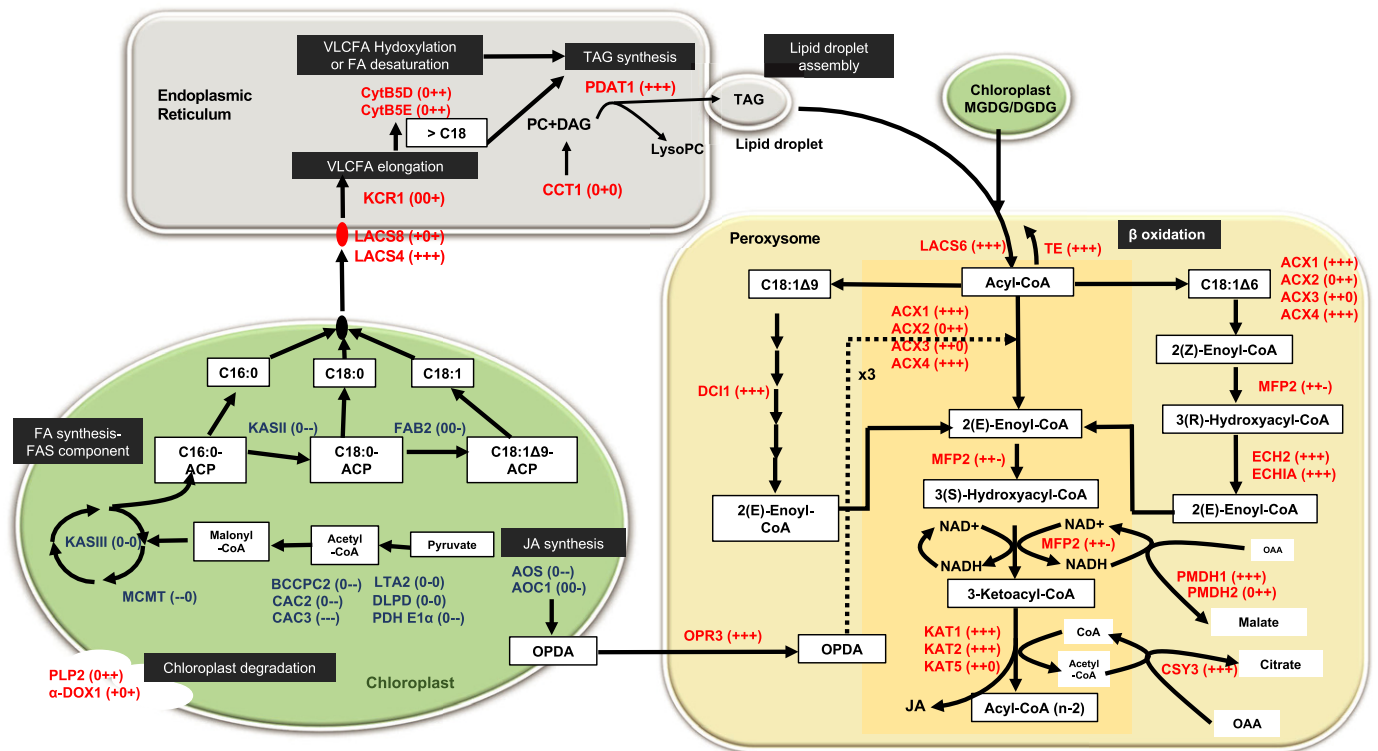 VLCFA Hydoxylation
or FA desaturation
TAG synthesis
Lipid droplet
assembly
Endoplasmic
Reticulum
CytB5D (0++)
CytB5E (0++)
> C18
PDAT1 (+++)
PC+DAG
LysoPC
TAG
Lipid droplet
Chloroplast
MGDG/DGDG
VLCFA elongation
KCR1 (00+)
CCT1 (0+0)
LACS8 (+0+)
LACS4 (+++)
Peroxysome
LACS6 (+++)
TE (+++)
β oxidation
C18:1Δ9
Acyl-CoA
C18:1Δ6
ACX1 (+++)
ACX2 (0++)
ACX3 (++0)
ACX4 (+++)
ACX1 (+++)
ACX2 (0++)
ACX3 (++0)
ACX4 (+++)
x3
2(Z)-Enoyl-CoA
DCI1 (+++)
MFP2 (++-)
3(R)-Hydroxyacyl-CoA
2(E)-Enoyl-CoA
ECH2 (+++)
ECHIA (+++)
MFP2 (++-)
3(S)-Hydroxyacyl-CoA
2(E)-Enoyl-
CoA
2(E)-Enoyl-CoA
NAD+
NADH
NAD+
MFP2 (++-)
NADH
OAA
PMDH1 (+++)
PMDH2 (0++)
Malate
3-Ketoacyl-CoA
KAT1 (+++)
KAT2 (+++)
KAT5 (++0)
CoA
Acetyl
-CoA
CSY3 (+++)
Citrate
OAA
JA
Acyl-CoA (n-2)
OPR3 (+++)
OPDA
C16:0
C18:0
C18:1
FA synthesis-
FAS component
KASII (0--)
FAB2 (00-)
C16:0-
ACP
C18:0-
ACP
C18:1Δ9-
ACP
KASIII (0-0)
Malonyl
-CoA
Acetyl
-CoA
Pyruvate
JA synthesis
MCMT (--0)
BCCPC2 (0--)
CAC2 (0--)
CAC3 (---)
LTA2 (0-0)
DLPD (0-0)
PDH E1α (0--)
AOS (0--)
AOC1 (00-)
OPDA
PLP2 (0++)
α-DOX1 (+0+)
Chloroplast degradation
Chloroplast